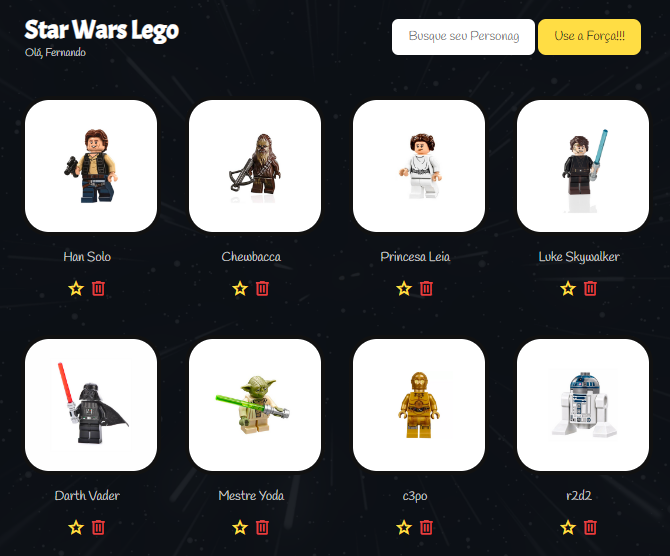 Star Wars Lego
Olá, Fernando
Busque seu Personag
Use a Força!!!
Han Solo
Chewbacca
Princesa Leia
Luke Skywalker
Darth Vader
Mestre Yoda
c3po
r2d2